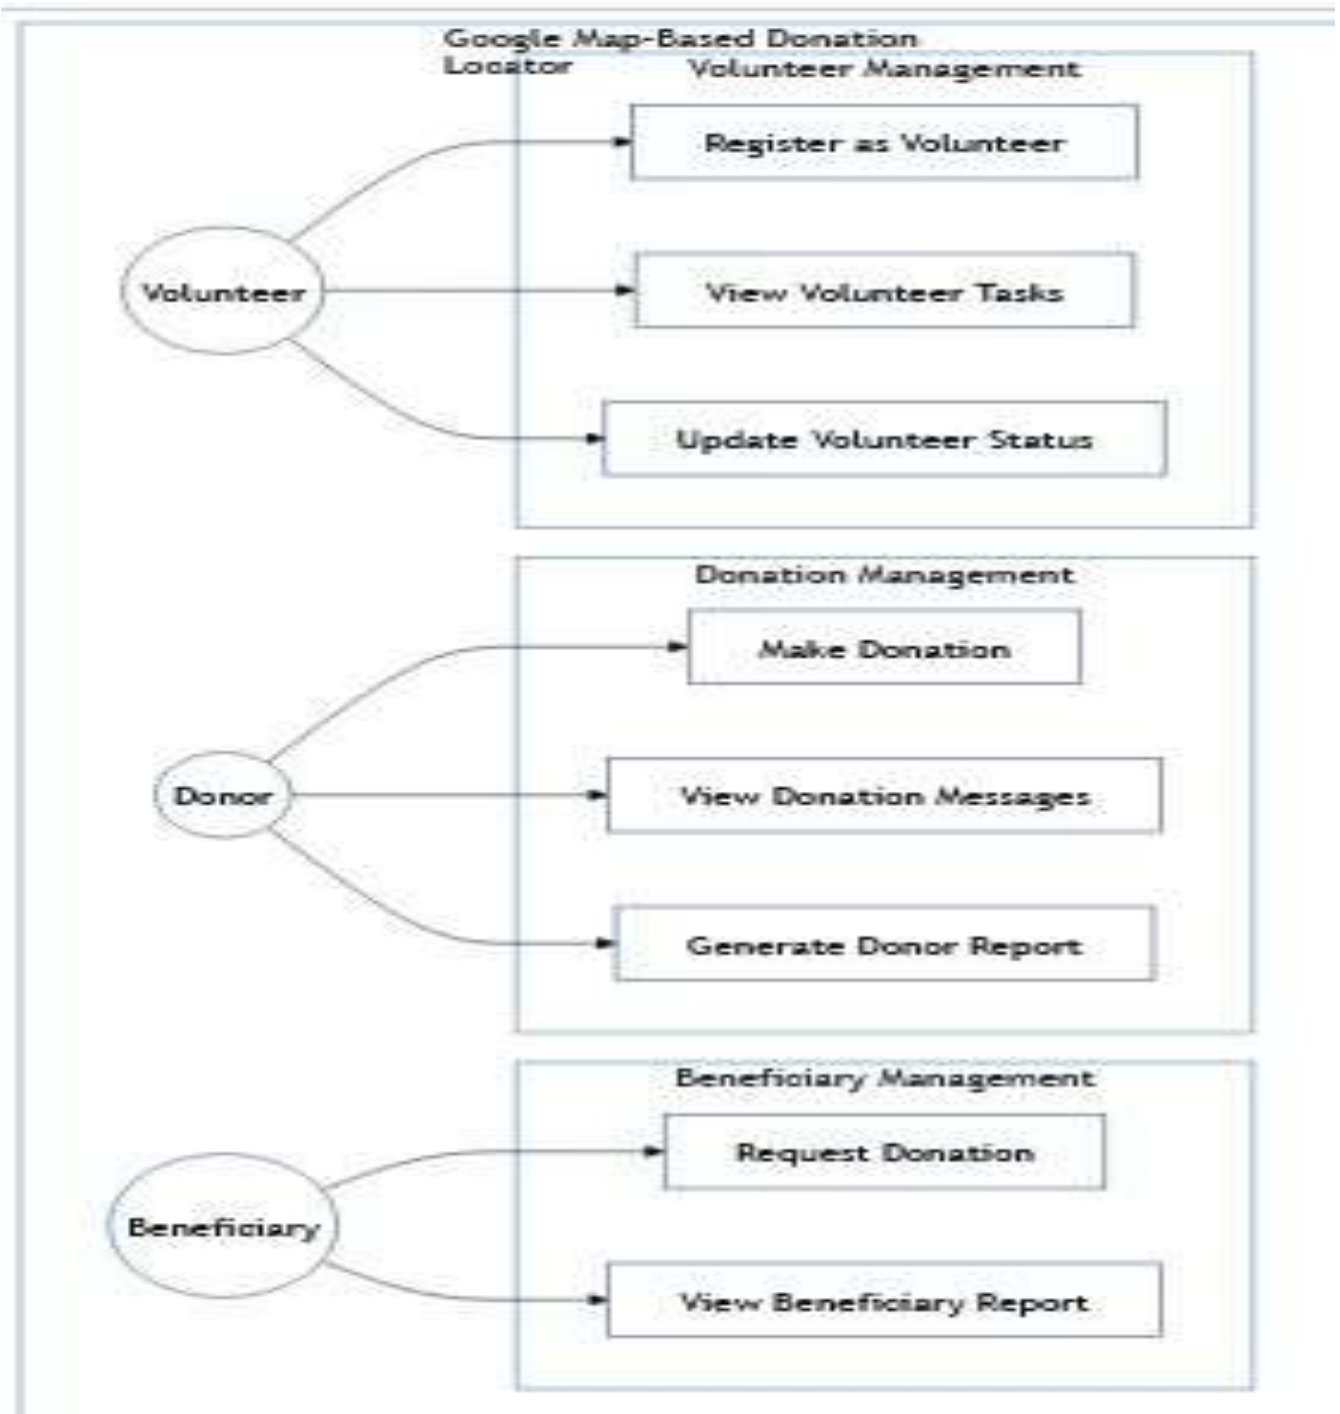 Google Map-Based Donation
Locator
Volunteer Management
Register as Volunteer
Volunteer
View Volunteer Tasks
Update Volunteer Status
Donation Management
Make Donation
Donor
View Donation Messages
Generate Donor Report
Beneficiary Management
Request Donation
Beneficiary
View Beneficiary Report